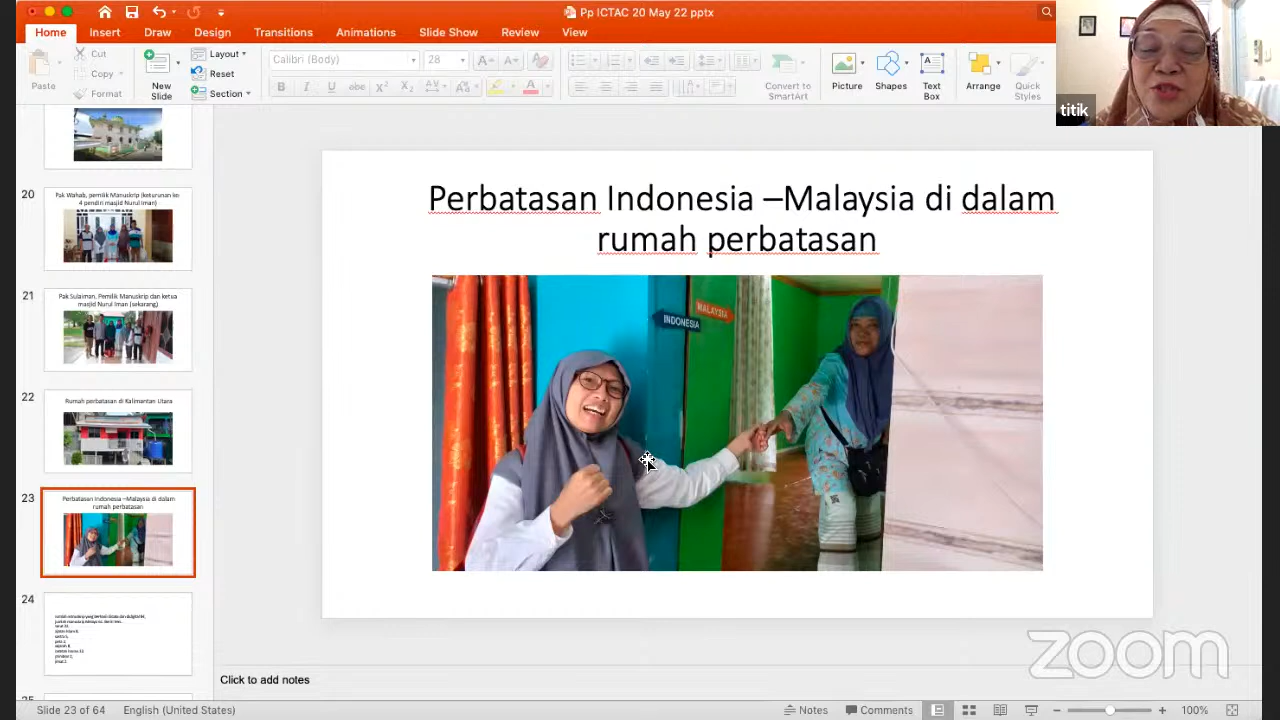 Pp ICTAC 20 May 22 pptx
Home
Insert
Draw
Design
Transitions
Animations
Slide Show
Review
View
Paste
Cut
Copy
Format
New Slide
Layout
Reset
Section
Calibri (Body)
28
Convert to SmartArt
Picture
Shapes
Text Box
Arrange
Quick Styles
titik
20
Pak Wahab, pemilik Manuskrip (keturunan ke
4 pendiri masjid Nurul Iman)
21
Pak Sulaiman, Pemilik Manuskrip dan ketua
masjid Nurul Iman (sekarang)
22
Rumah perbatasan di Kalimantan Utara
23
Perbatasan Indonesia –Malaysia di dalam
rumah perbatasan
24
Perbatasan Indonesia –Malaysia di dalam
rumah perbatasan
MALAYSIA
INDONESIA
zoom
Click to add notes
Slide 23 of 64
English (United States)
Notes
Comments
100%